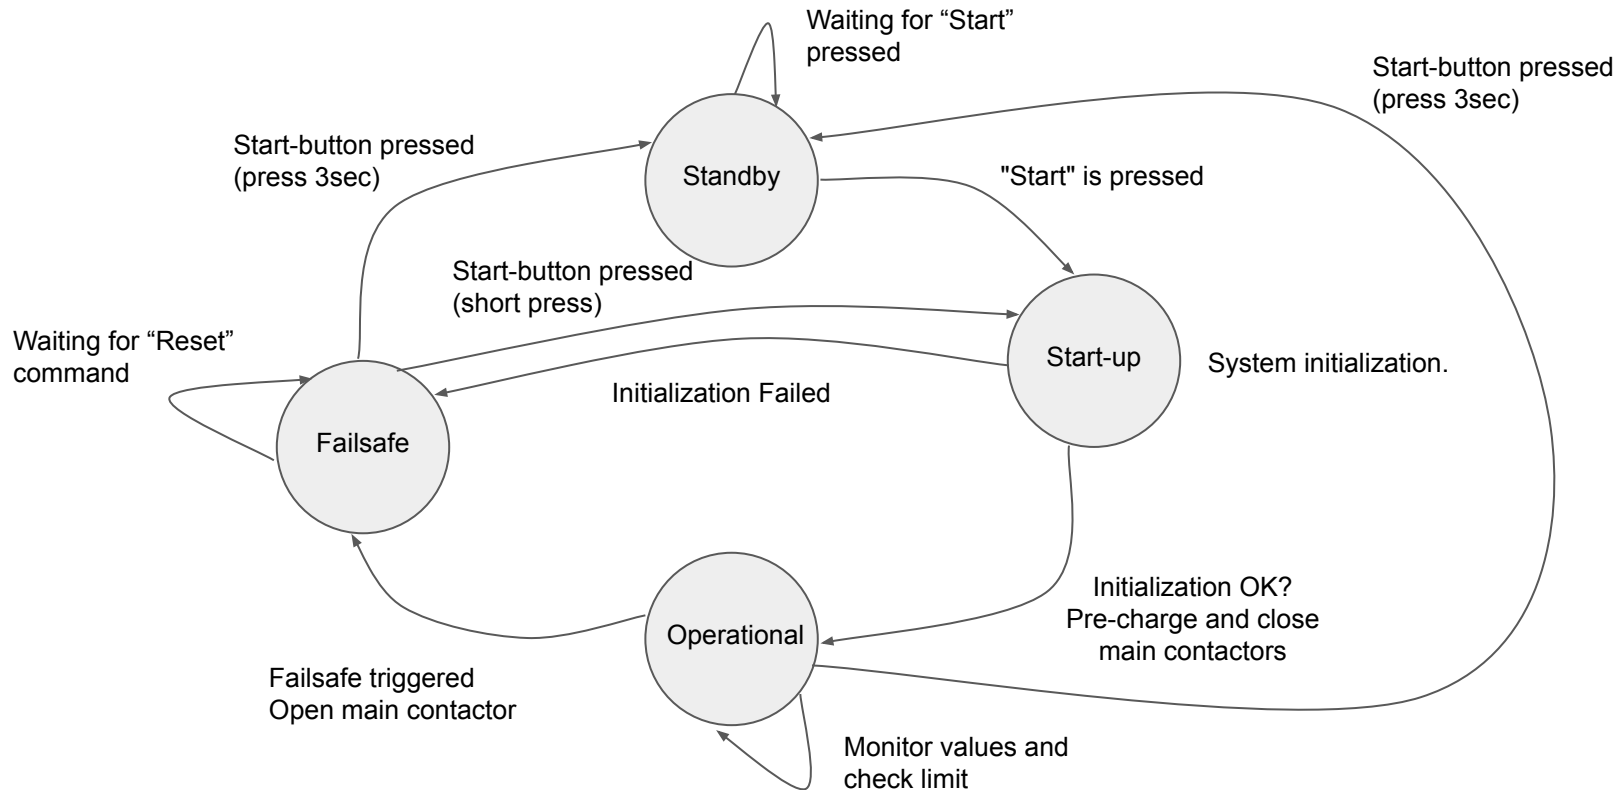 Waiting for “Start”
pressed
Start-button pressed
(press 3sec)
Start-button pressed
(press 3sec)
Standby
"Start" is pressed
Start-button pressed
(short press)
Waiting for “Reset”
command
Start-up
System initialization.
Initialization Failed
Failsafe
Initialization OK?
Pre-charge and close
main contactors
Operational
Failsafe triggered
Open main contactor
Monitor values and
check limit